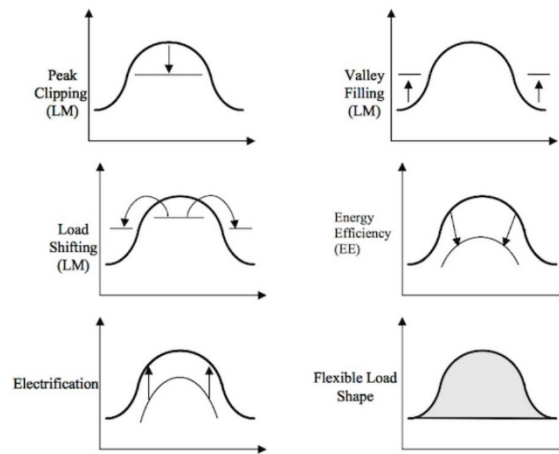 Peak
Clipping
(LM)
Valley
Filling
(LM)
Load
Shifting
(LM)
Energy
Efficiency
(EE)
Electrification
Flexible Load
Shape